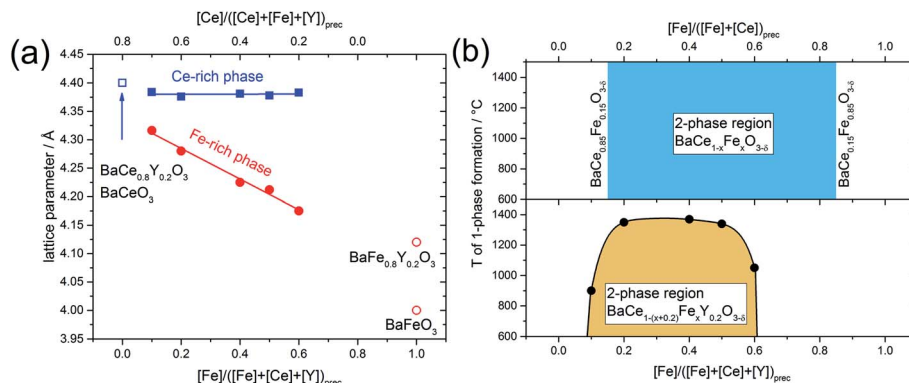 (a)
[Ce]/([Ce]+[Fe]+[Y])prec
0.8 0.6 0.4 0.2 0.0
4.45
4.40
4.35
4.30
4.25
4.20
4.15
4.10
4.05
4.00
3.95
lattice parameter / Å
Ce-rich phase
Fe-rich phase
BaCe0.8Y0.2O3
BaCeO3
BaFe0.8Y0.2O3
BaFeO3
0.0 0.2 0.4 0.6 0.8 1.0
[Fe]/([Fe]+[Ce]+[Y])prec
(b)
[Fe]/([Fe]+[Ce])prec
0.0 0.2 0.4 0.6 0.8 1.0
1400
1200
1000
800
600
T of 1-phase formation / °C
BaCe0.85Fe0.15O3-δ
2-phase region
BaCe1-xFexO3-δ
BaCe0.15Fe0.85O3-δ
1400
1200
1000
800
600
2-phase region
BaCe1-(x+0.2)FexY0.2O3-δ
0.0 0.2 0.4 0.6 0.8 1.0
[Fe]/([Fe]+[Ce]+[Y])prec